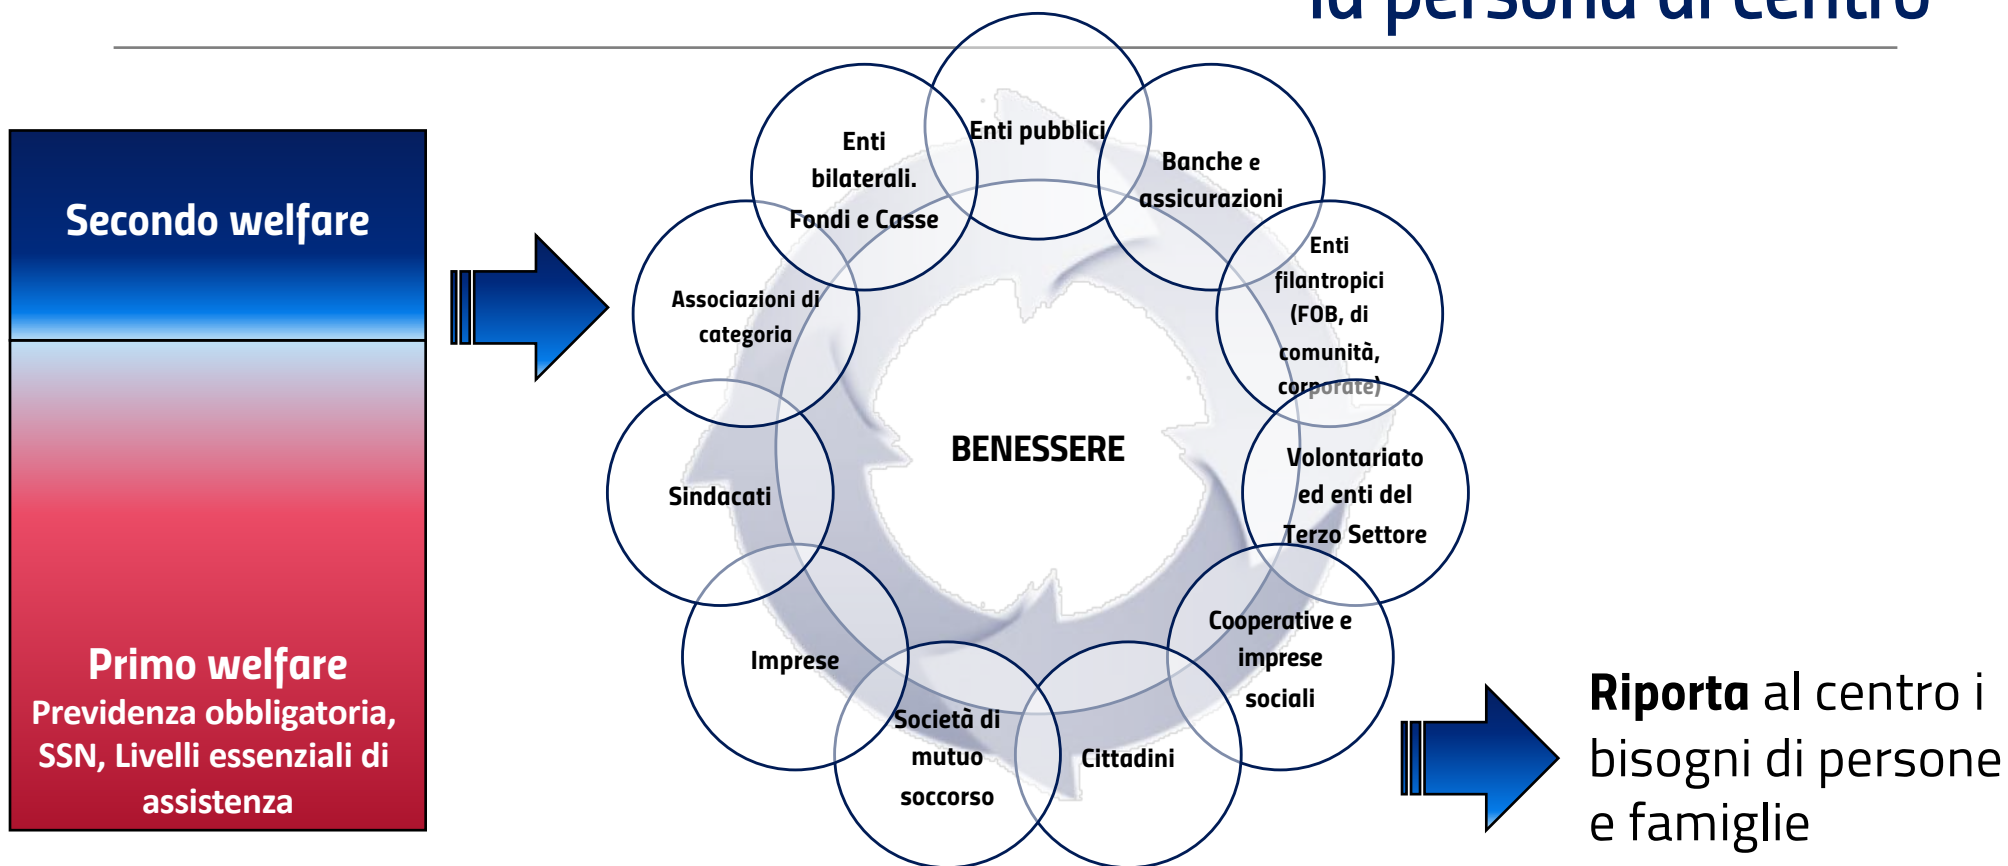 la persona al centro
Secondo welfare
Primo welfare
Previdenza obbligatoria,
SSN, Livelli essenziali di
assistenza
Enti pubblici
Banche e
assicurazioni
Enti
filantropici
(FOB, di
comunità,
corporate)
Volontariato
ed enti del
Terzo Settore
Cooperative e
imprese
sociali
Cittadini
Società di
mutuo
soccorso
Imprese
Sindacati
Associazioni di
categoria
Enti
bilaterali.
Fondi e Casse
BENESSERE
Riporta al centro i
bisogni di persone
e famiglie